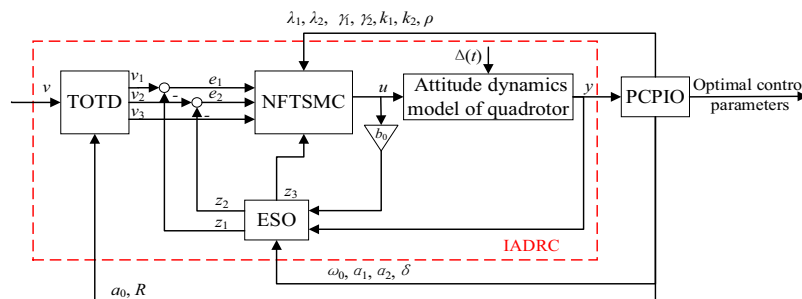 λ₁, λ₂, γ₁, γ₂, k₁, k₂, ρ
Δ(t)
v
TOTD
v₁
v₂
v₃
-
-
e₁
e₂
NFTSMC
u
b₀
Attitude dynamics
model of quadrotor
y
PCPIO
Optimal contro
parameters
z₃
z₂
z₁
ESO
IADRC
ω₀, a₁, a₂, δ
a₀, R